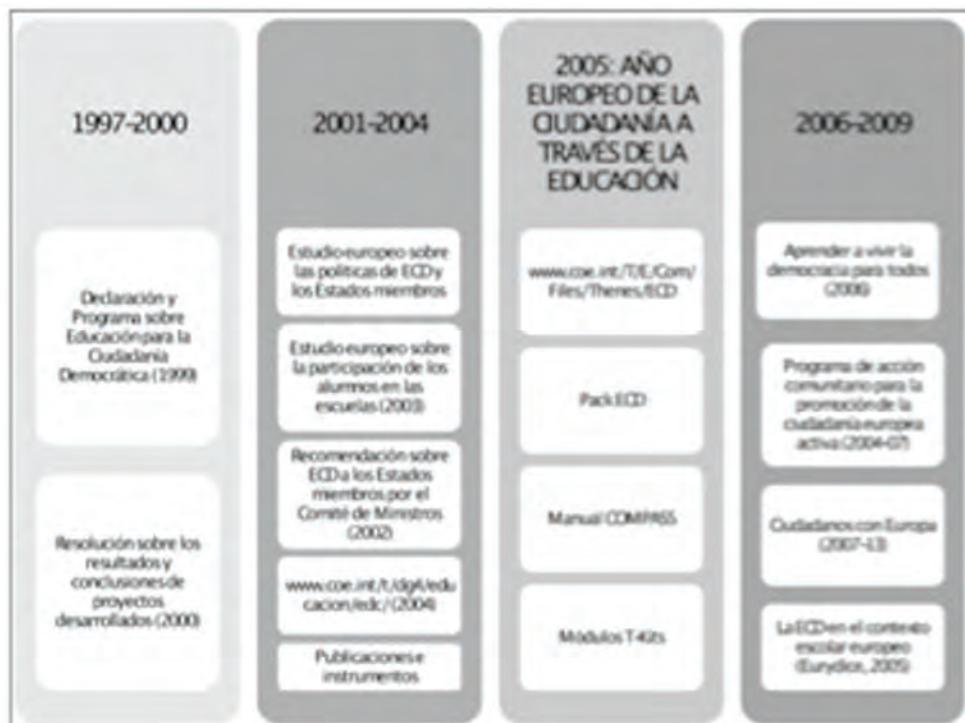 1997-2000
Declaración y
Programa sobre
Educación para la
Ciudadanía
Democrática (1999)
Resolución sobre los
resultados y
conclusiones de
proyectos
desarrollados (2000)
2001-2004
Estudio europeo sobre
las políticas de ECD y
los Estados miembros
Estudio europeo sobre
la participación de los
alumnos en las
escuelas (2003)
Recomendación sobre
ECD a los Estados
miembros por el
Comité de Ministros
(2002)
www.coe.int/t/dg4/edu
cacion/edc/ (2004)
Publicaciones e
instrumentos
2005: AÑO
EUROPEO DE LA
CIUDADANÍA A
TRAVÉS DE LA
EDUCACIÓN
www.coe.int/T/E/Com/
Files/Themes/ECD
Pack ECD
Manual COMPASS
Módulos T-Kits
2006-2009
Aprender a vivir la
democracia para todos
(2006)
Programa de acción
comunitario para la
promoción de la
ciudadanía europea
activa (2004-07)
Ciudadanos con Europa
(2007-13)
La ECD en el contexto
escolar europeo
(Eurydice, 2005)